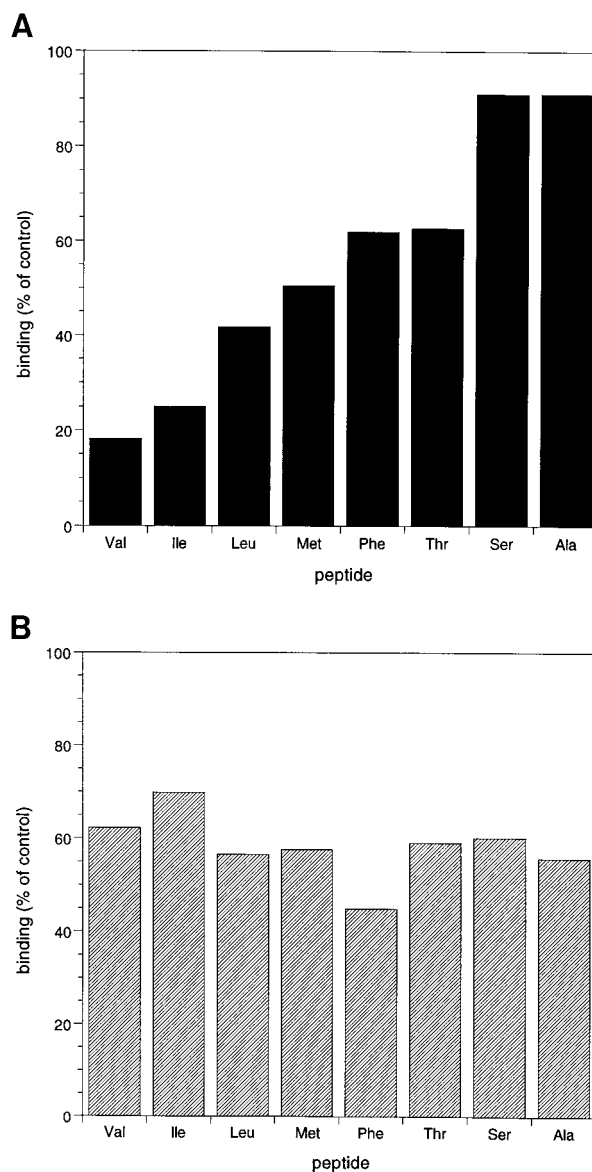 A
100
80
60
40
20
0
binding (% of control)
Val Ile Leu Met Phe Thr Ser Ala
peptide
B
100
80
60
40
20
0
binding (% of control)
Val Ile Leu Met Phe Thr Ser Ala
peptide